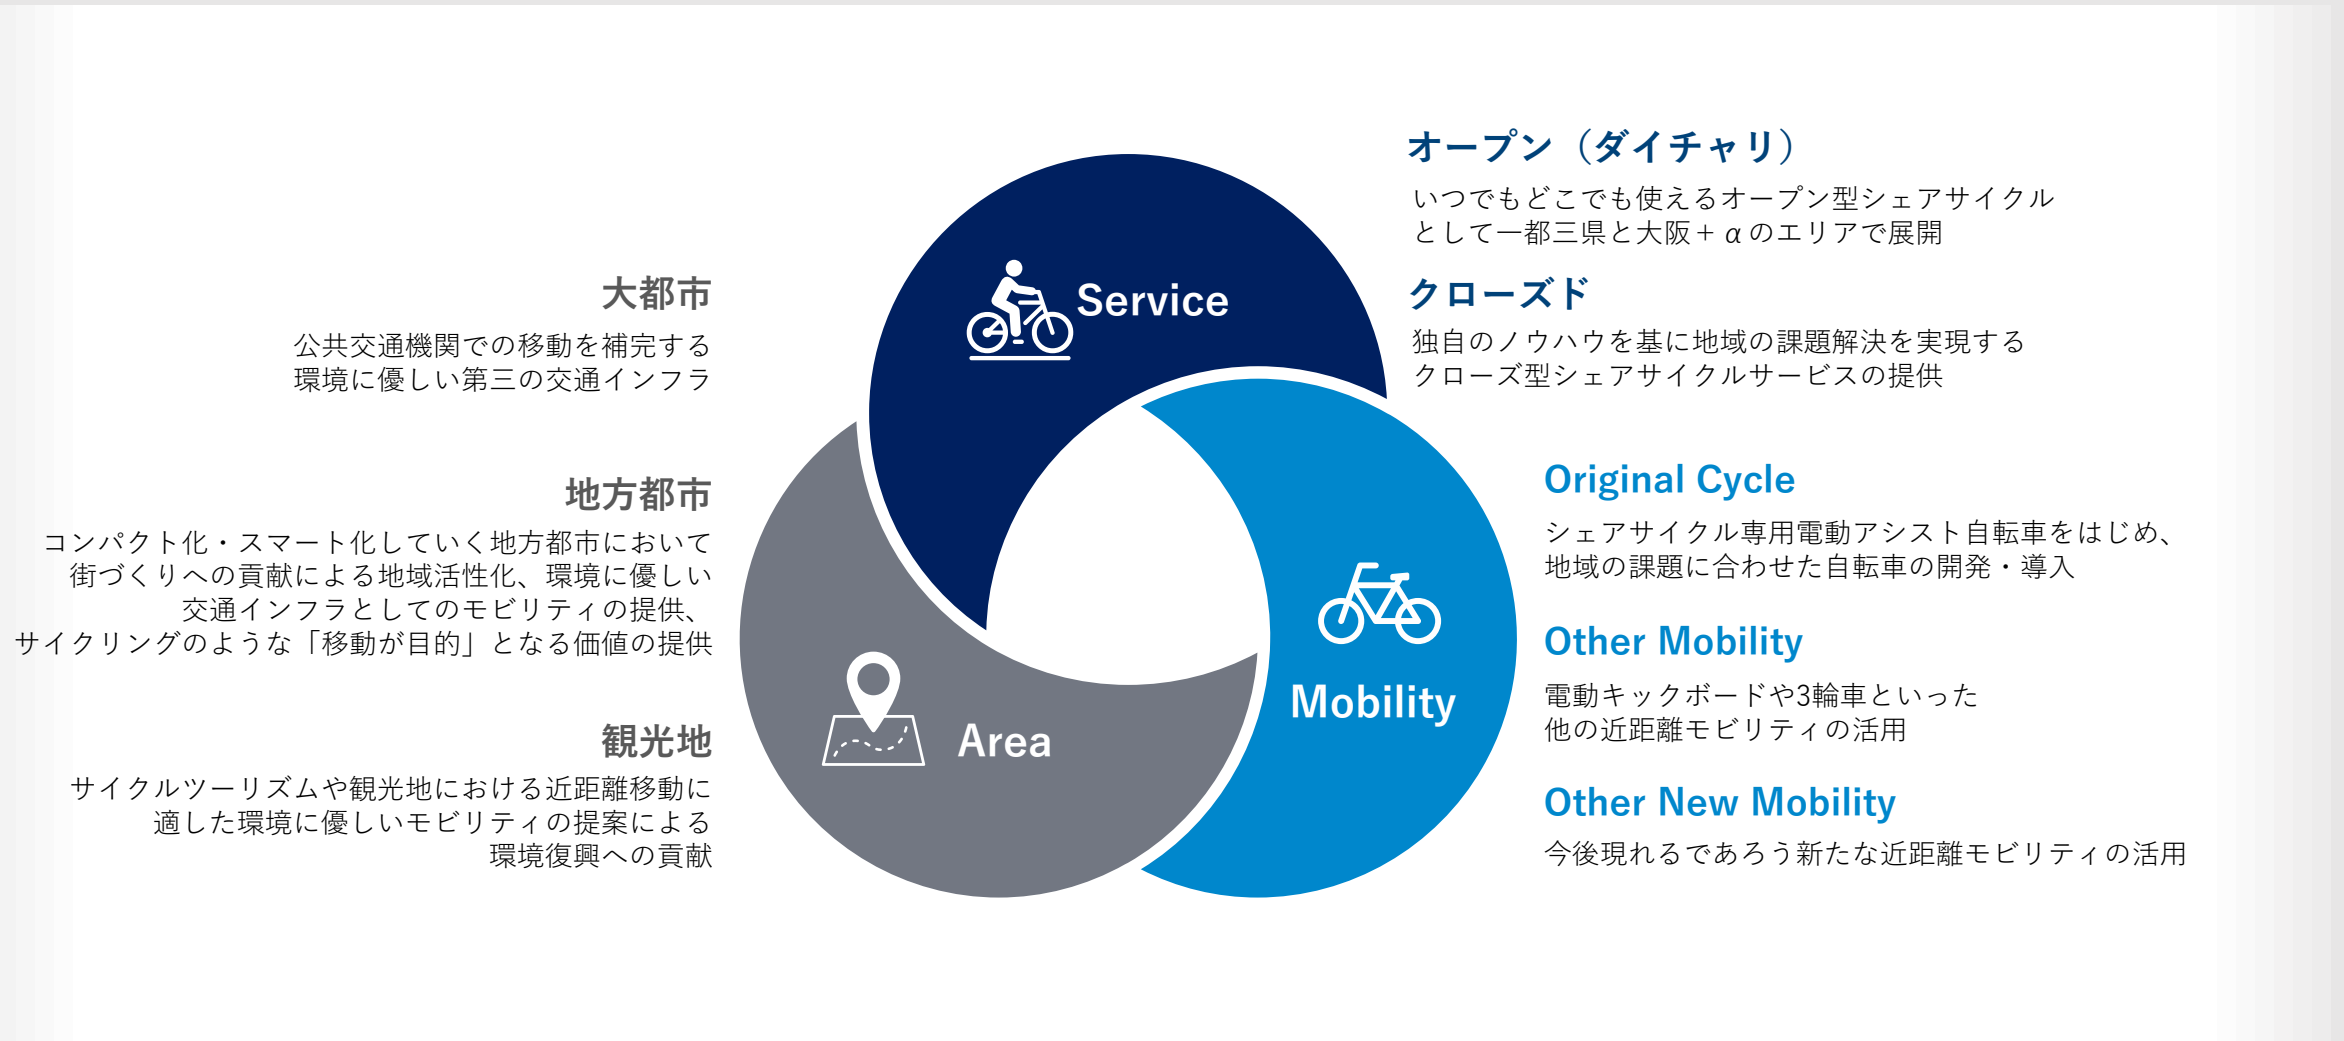 大都市
公共交通機関での移動を補完する
環境に優しい第三の交通インフラ
地方都市
コンパクト化・スマート化していく地方都市において
街づくりへの貢献による地域活性化、環境に優しい
交通インフラとしてのモビリティの提供、
サイクリングのような「移動が目的」となる価値の提供
観光地
サイクルツーリズムや観光地における近距離移動に
適した環境に優しいモビリティの提案による
環境復興への貢献
Service
Area
Mobility
オープン（ダイチャリ）
いつでもどこでも使えるオープン型シェアサイクル
として一都三県と大阪＋αのエリアで展開
クローズド
独自のノウハウを基に地域の課題解決を実現する
クローズ型シェアサイクルサービスの提供
Original Cycle
シェアサイクル専用電動アシスト自転車をはじめ、
地域の課題に合わせた自転車の開発・導入
Other Mobility
電動キックボードや3輪車といった
他の近距離モビリティの活用
Other New Mobility
今後現れるであろう新たな近距離モビリティの活用